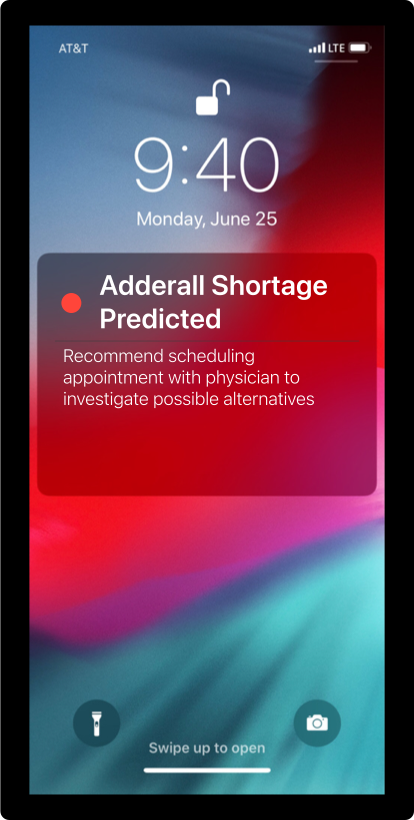 AT&T
LTE
9:40
Monday, June 25
Adderall Shortage
Predicted
Recommend scheduling
appointment with physician to
investigate possible alternatives
Swipe up to open